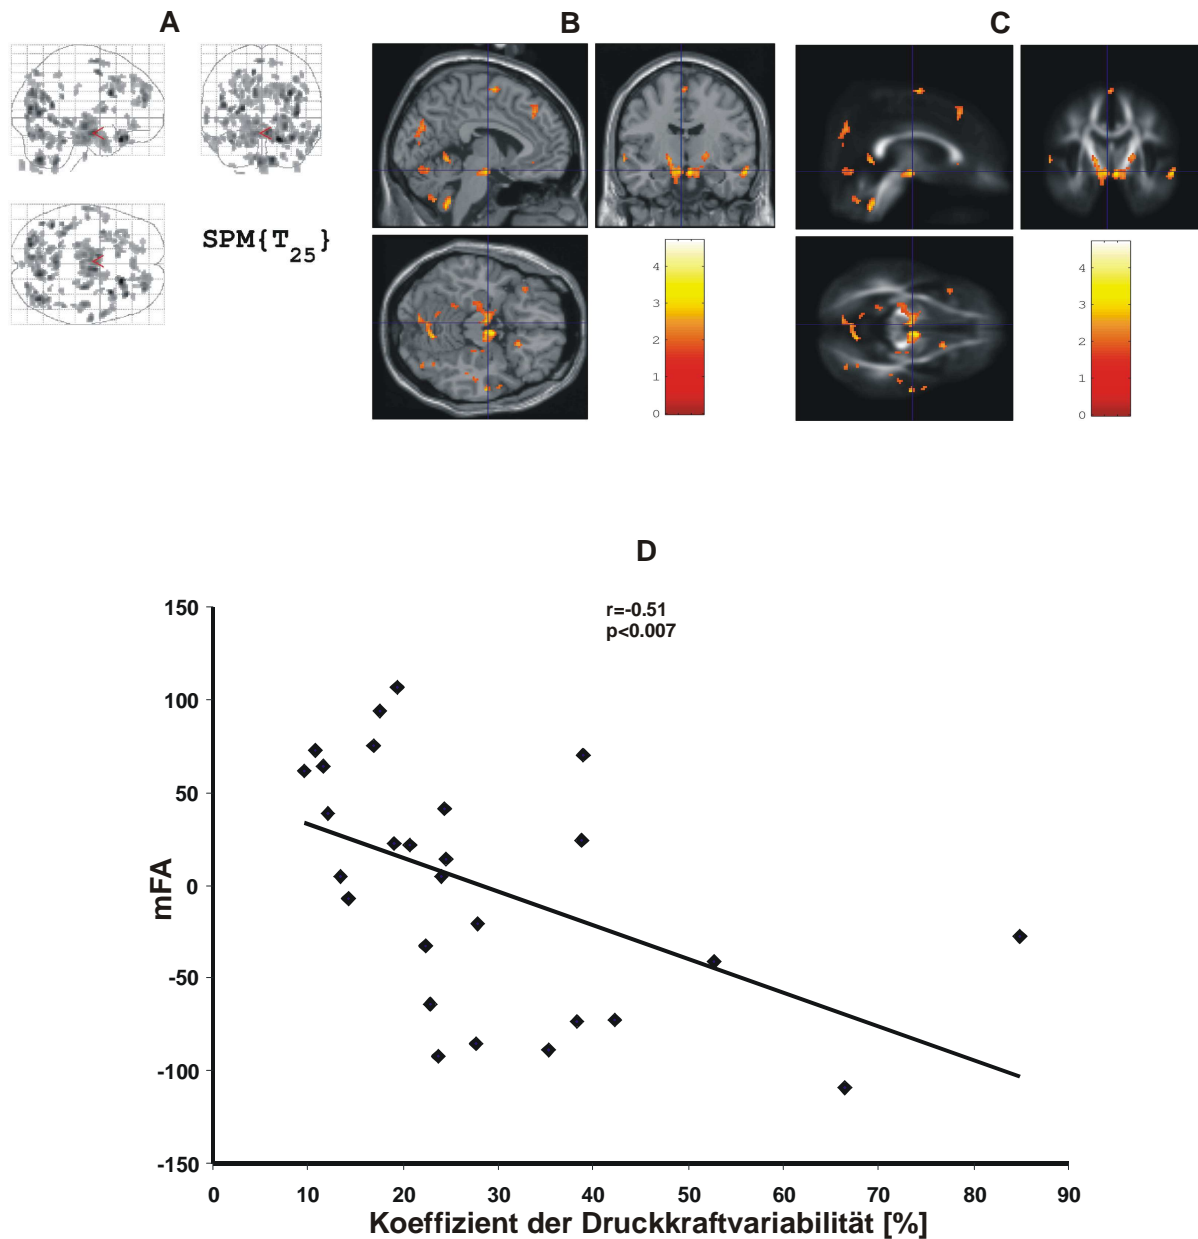 A
B
C
SPM{T25}
4
3
2
1
0
4
3
2
1
0
D
r=-0.51
p<0.007
150
100
50
0
-50
-100
-150
mFA
0 10 20 30 40 50 60 70 80 90
Koeffizient der Druckkraftvariabilität [%]